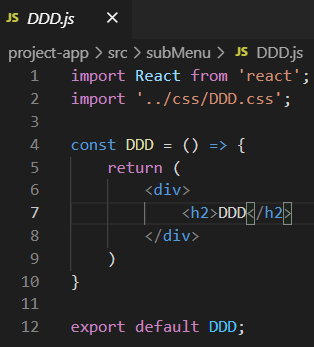 JS DDD.js ×
project-app > src > subMenu > JS DDD.js
1 import React from 'react';
2 import '../css/DDD.css';
3
4 const DDD = () => {
5     return (
6         <div>
7             <h2>DDD</h2>
8         </div>
9     )
10 }
11
12 export default DDD;